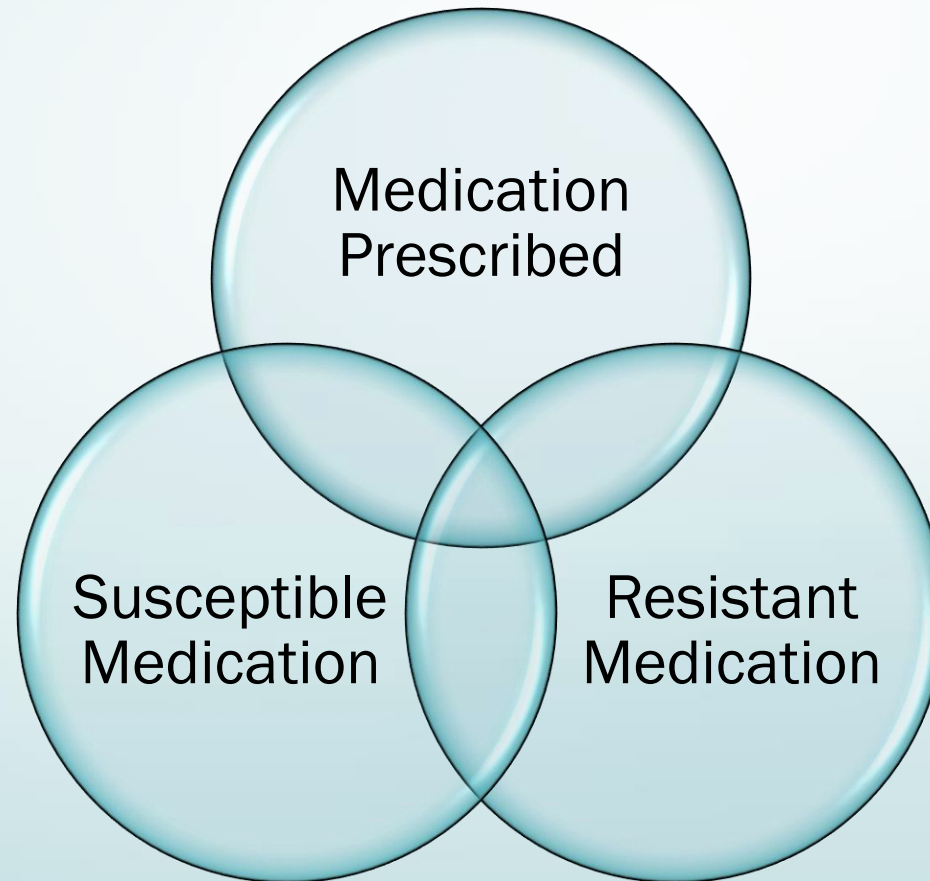 Medication
Prescribed
Susceptible
Medication
Resistant
Medication